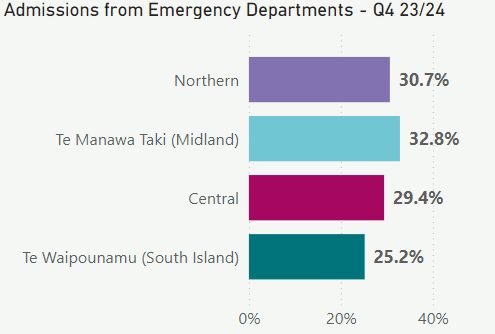 Admissions from Emergency Departments - Q4 23/24
Northern 30.7%
Te Manawa Taki (Midland) 32.8%
Central 29.4%
Te Waipounamu (South Island) 25.2%
0% 20% 40%